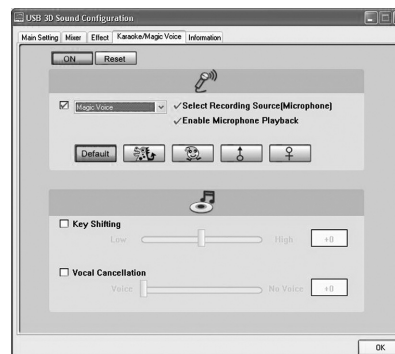 USB 3D Sound Configuration
Main Setting Mixer Effect Karaoke/Magic Voice Information
ON Reset
Magic Voice ✓Select Recording Source(Microphone)
✓Enable Microphone Playback
Default
Key Shifting
Low High +0
Vocal Cancellation
Voice No Voice +0
OK